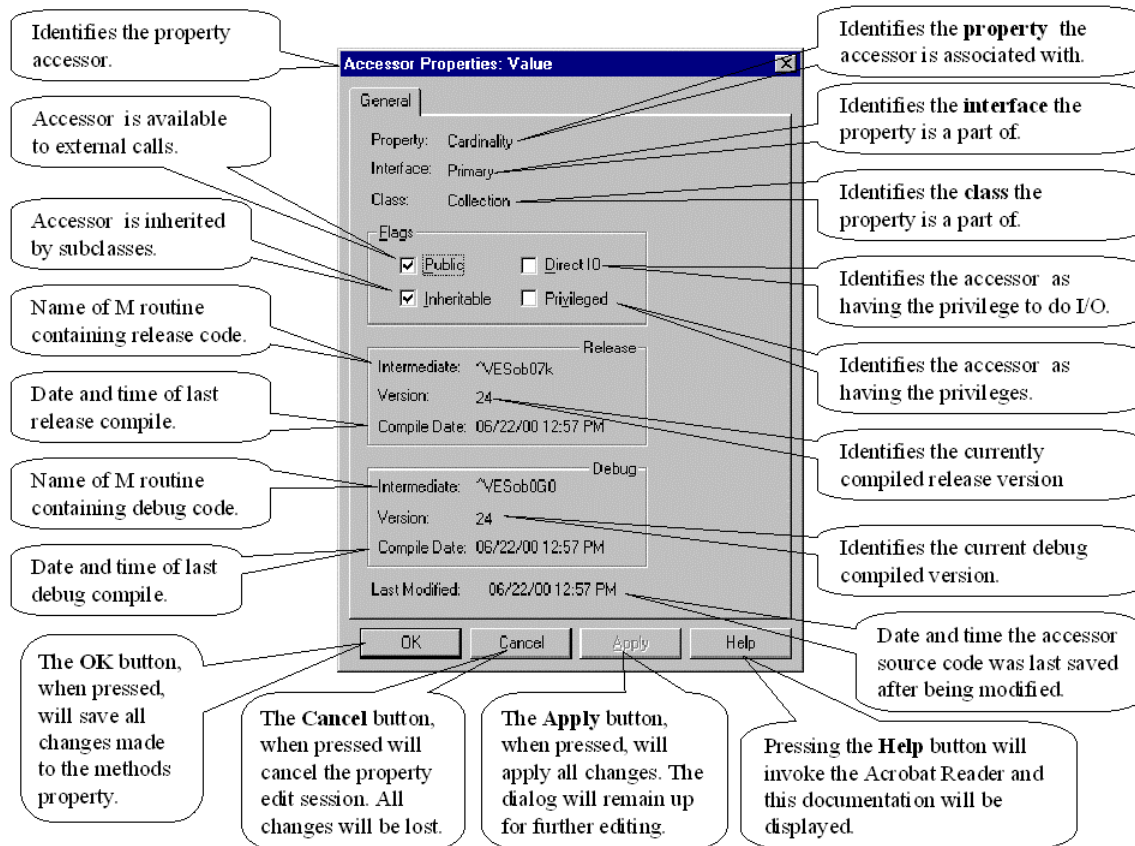 Identifies the property
accessor.
Accessor is available
to external calls.
Accessor is inherited
by subclasses.
Name of M routine
containing release code.
Date and time of last
release compile.
Name of M routine
containing debug code.
Date and time of last
debug compile.
Accessor Properties: Value
General
Property: Cardinality
Interface: Primary
Class: Collection
Flags
Public
Direct IO
Inheritable
Privileged
Release
Intermediate: ^VESob07k
Version: 24
Compile Date: 06/22/00 12:57 PM
Debug
Intermediate: ^VESob0G0
Version: 24
Compile Date: 06/22/00 12:57 PM
Last Modified: 06/22/00 12:57 PM
OK
Cancel
Apply
Help
Identifies the property the
accessor is associated with.
Identifies the interface the
property is a part of.
Identifies the class the
property is a part of.
Identifies the accessor as
having the privilege to do I/O.
Identifies the accessor as
having the privileges.
Identifies the currently
compiled release version
Identifies the current debug
compiled version.
Date and time the accessor
source code was last saved
after being modified.
The OK button,
when pressed,
will save all
changes made
to the methods
property.
The Cancel button,
when pressed will
cancel the property
edit session. All
changes will be lost.
The Apply button,
when pressed, will
apply all changes. The
dialog will remain up
for further editing.
Pressing the Help button will
invoke the Acrobat Reader and
this documentation will be
displayed.